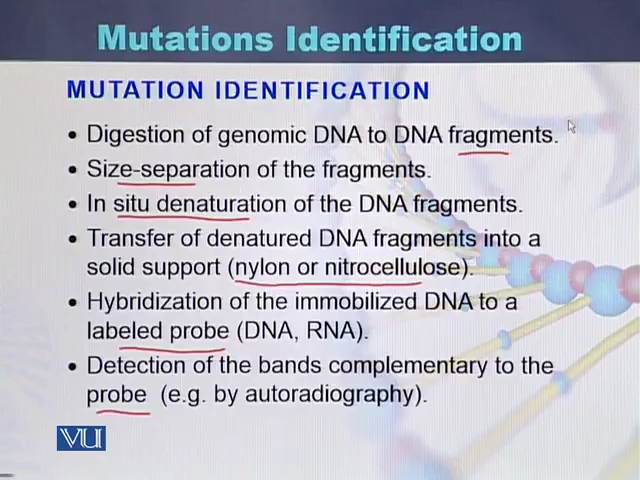 Mutations Identification
MUTATION IDENTIFICATION
• Digestion of genomic DNA to DNA fragments.
• Size-separation of the fragments.
• In situ denaturation of the DNA fragments.
• Transfer of denatured DNA fragments into a
solid support (nylon or nitrocellulose).
• Hybridization of the immobilized DNA to a
labeled probe (DNA, RNA).
• Detection of the bands complementary to the
probe (e.g. by autoradiography).
VU